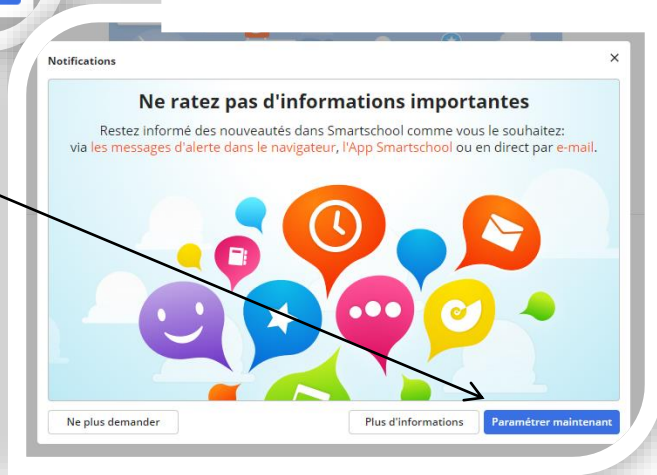 Notifications
Ne ratez pas d'informations importantes
Restez informé des nouveautés dans Smartschool comme vous le souhaitez:
via les messages d'alerte dans le navigateur, l'App Smartschool ou en direct par e-mail.
Ne plus demander
Plus d'informations
Paramétrer maintenant